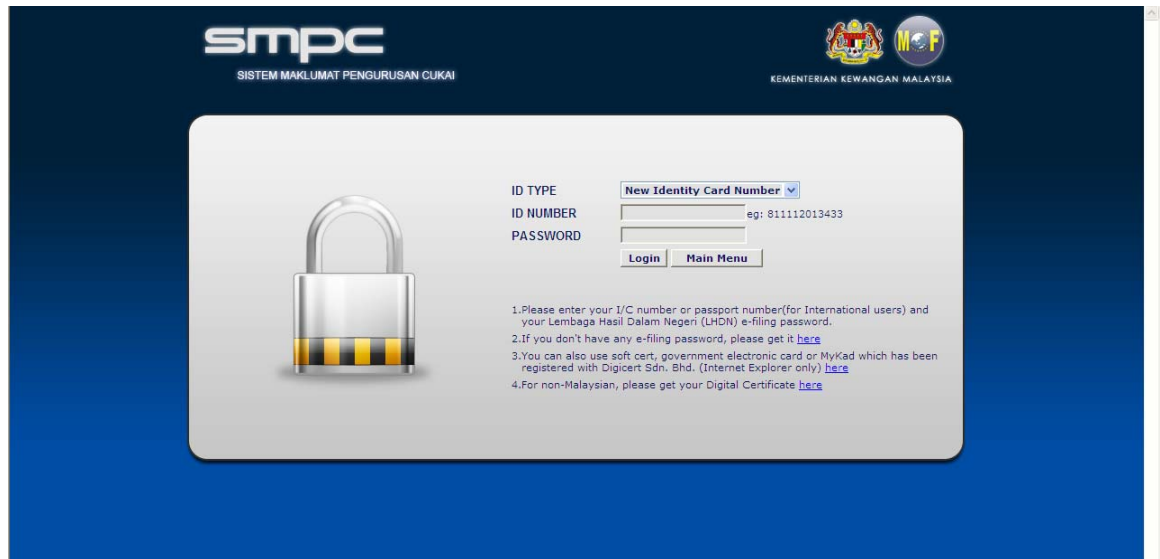 smpc
SISTEM MAKLUMAT PENGURUSAN CUKAI
MOF
KEMENTERIAN KEWANGAN MALAYSIA
ID TYPE New Identity Card Number
ID NUMBER eg: 811112013433
PASSWORD
Login Main Menu
1.Please enter your I/C number or passport number(for International users) and
your Lembaga Hasil Dalam Negeri (LHDN) e-filing password.
2.If you don't have any e-filing password, please get it here
3.You can also use soft cert, government electronic card or MyKad which has been
registered with Digicert Sdn. Bhd. (Internet Explorer only) here
4.For non-Malaysian, please get your Digital Certificate here